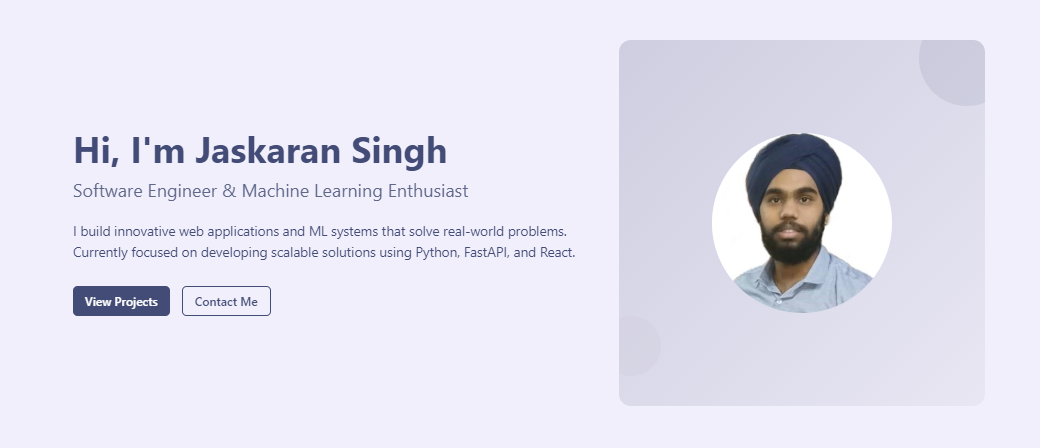 Hi, I'm Jaskaran Singh
Software Engineer & Machine Learning Enthusiast
I build innovative web applications and ML systems that solve real-world problems.
Currently focused on developing scalable solutions using Python, FastAPI, and React.
View Projects
Contact Me